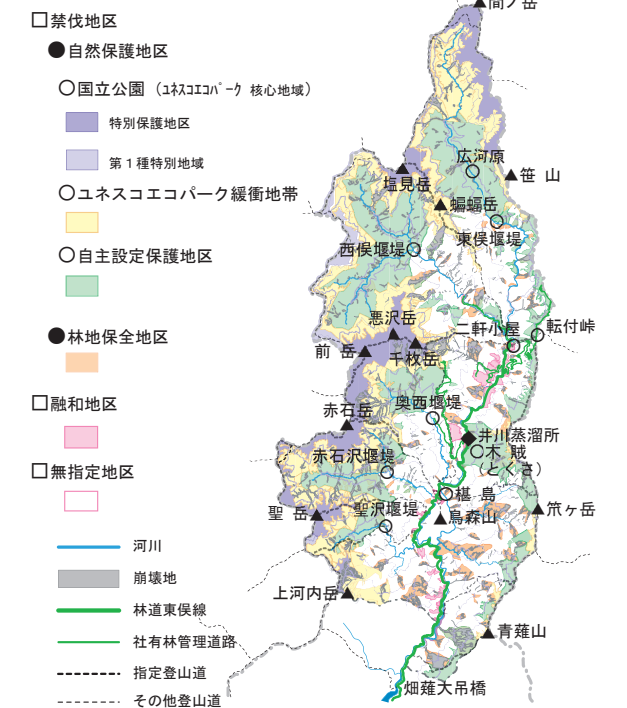 □禁伐地区
●自然保護地区
○国立公園（ﾕﾈｽｺｴｺﾊﾟｰｸ 核心地域）
特別保護地区
第１種特別地域
○ユネスコエコパーク緩衝地帯
○自主設定保護地区
●林地保全地区
□融和地区
□無指定地区
河川
崩壊地
林道東俣線
社有林管理道路
指定登山道
その他登山道
間ノ岳
広河原
塩見岳
笹 山
蝙蝠岳
東俣堰堤
西俣堰堤
悪沢岳
二軒小屋
転付峠
前 岳
千枚岳
赤石岳
奥西堰堤
井川蒸溜所
木 賊
（とくさ）
赤石沢堰堤
椹 島
聖 岳
聖沢堰堤
鳥森山
笊ヶ岳
上河内岳
青薙山
畑薙大吊橋